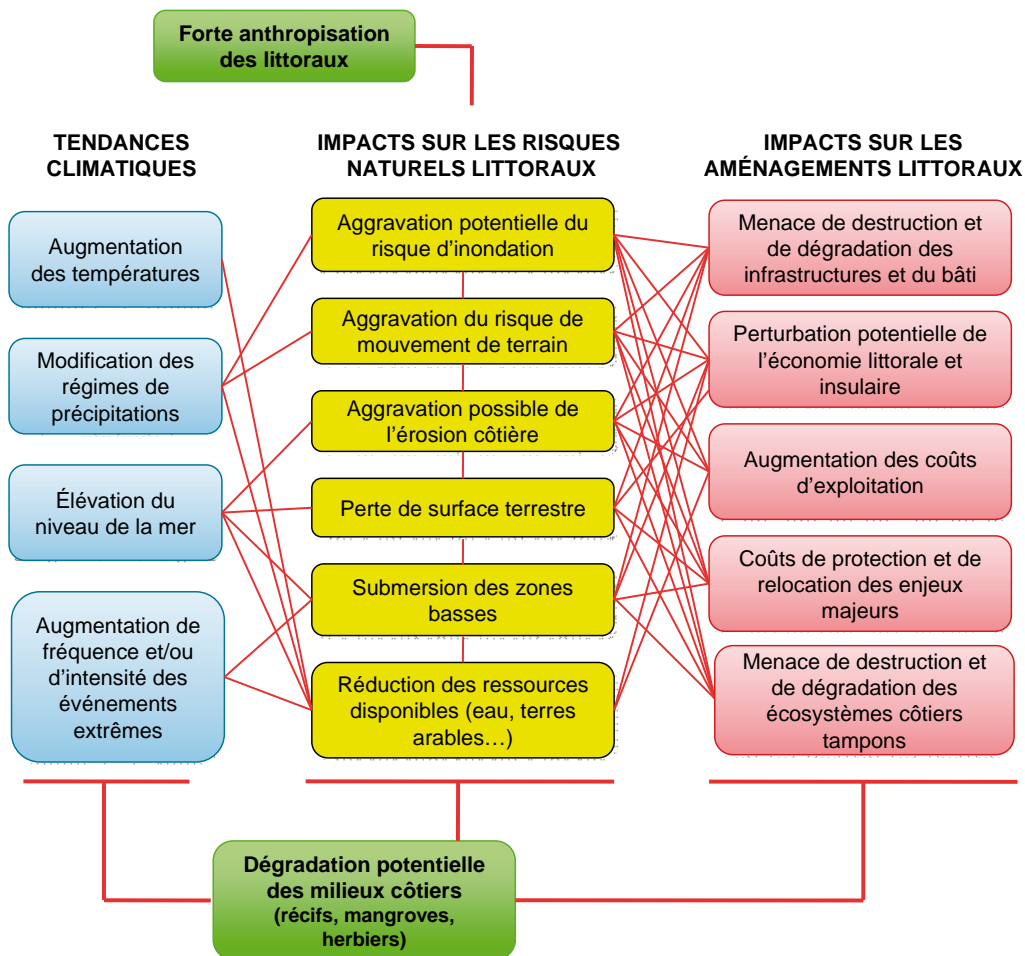 Forte anthropisation
des littoraux
TENDANCES
CLIMATIQUES
Augmentation
des températures
Modification des
régimes de
précipitations
Élévation du
niveau de la mer
Augmentation de
fréquence et/ou
d’intensité des
événements
extrêmes
IMPACTS SUR LES RISQUES
NATURELS LITTORAUX
Aggravation potentielle du
risque d’inondation
Aggravation du risque de
mouvement de terrain
Aggravation possible de
l’érosion côtière
Perte de surface terrestre
Submersion des zones
basses
Réduction des ressources
disponibles (eau, terres
arables…)
IMPACTS SUR LES
AMÉNAGEMENTS LITTORAUX
Menace de destruction et
de dégradation des
infrastructures et du bâti
Perturbation potentielle de
l’économie littorale et
insulaire
Augmentation des coûts
d’exploitation
Coûts de protection et de
relocation des enjeux
majeurs
Menace de destruction et
de dégradation des
écosystèmes côtiers
tampons
Dégradation potentielle
des milieux côtiers
(récifs, mangroves,
herbiers)